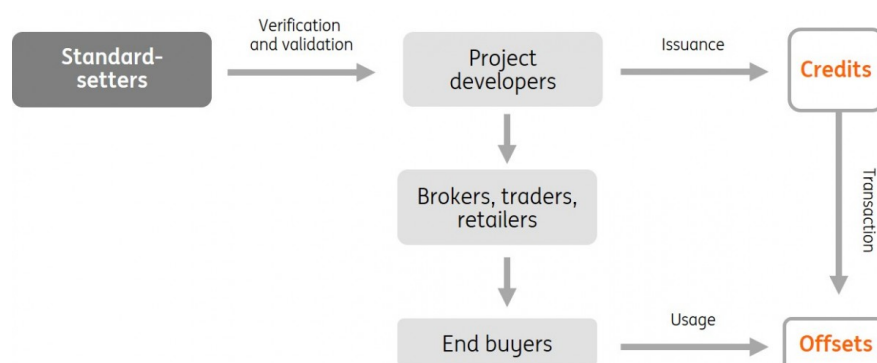 Verification
and validation
Standard-
setters
Project
developers
Issuance
Credits
Brokers, traders,
retailers
Transaction
End buyers
Usage
Offsets